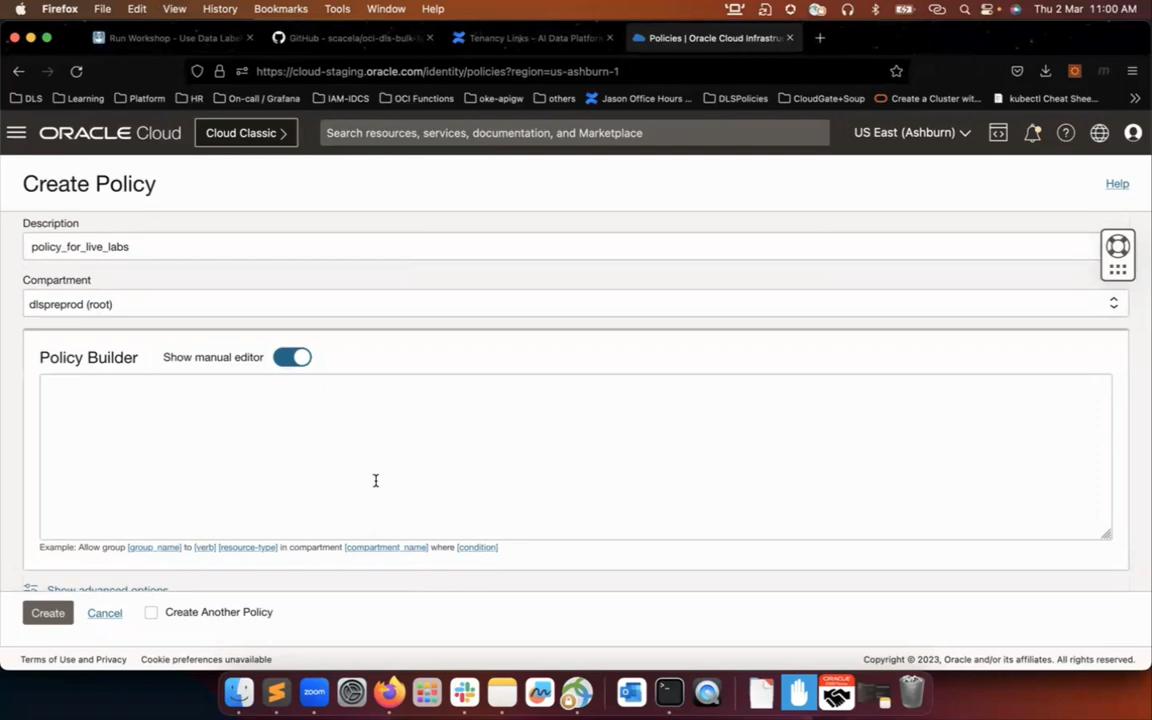 Firefox File Edit View History Bookmarks Tools Window Help Thu 2 Mar 11:00 AM
Run Workshop - Use Data Labe GitHub - scacela/oci-dls-bulk- Tenancy Links – AI Data Platfor Policies | Oracle Cloud Infrastru
https://cloud-staging.oracle.com/identity/policies?region=us-ashburn-1
DLS Learning Platform HR On-call / Grafana IAM-IDCS OCI Functions oke-apigw others Jason Office Hours ... DLSPolicies CloudGate+Soup Create a Cluster wit... kubectl Cheat Shee...
ORACLE Cloud Cloud Classic Search resources, services, documentation, and Marketplace US East (Ashburn)
Create Policy Help
Description
policy_for_live_labs
Compartment
dlspreprod (root)
Policy Builder Show manual editor
Example: Allow group [group_name] to [verb] [resource-type] in compartment [compartment_name] where [condition]
Show advanced options
Create Cancel Create Another Policy
Terms of Use and Privacy Cookie preferences unavailable Copyright © 2023, Oracle and/or its affiliates. All rights reserved.
zoom